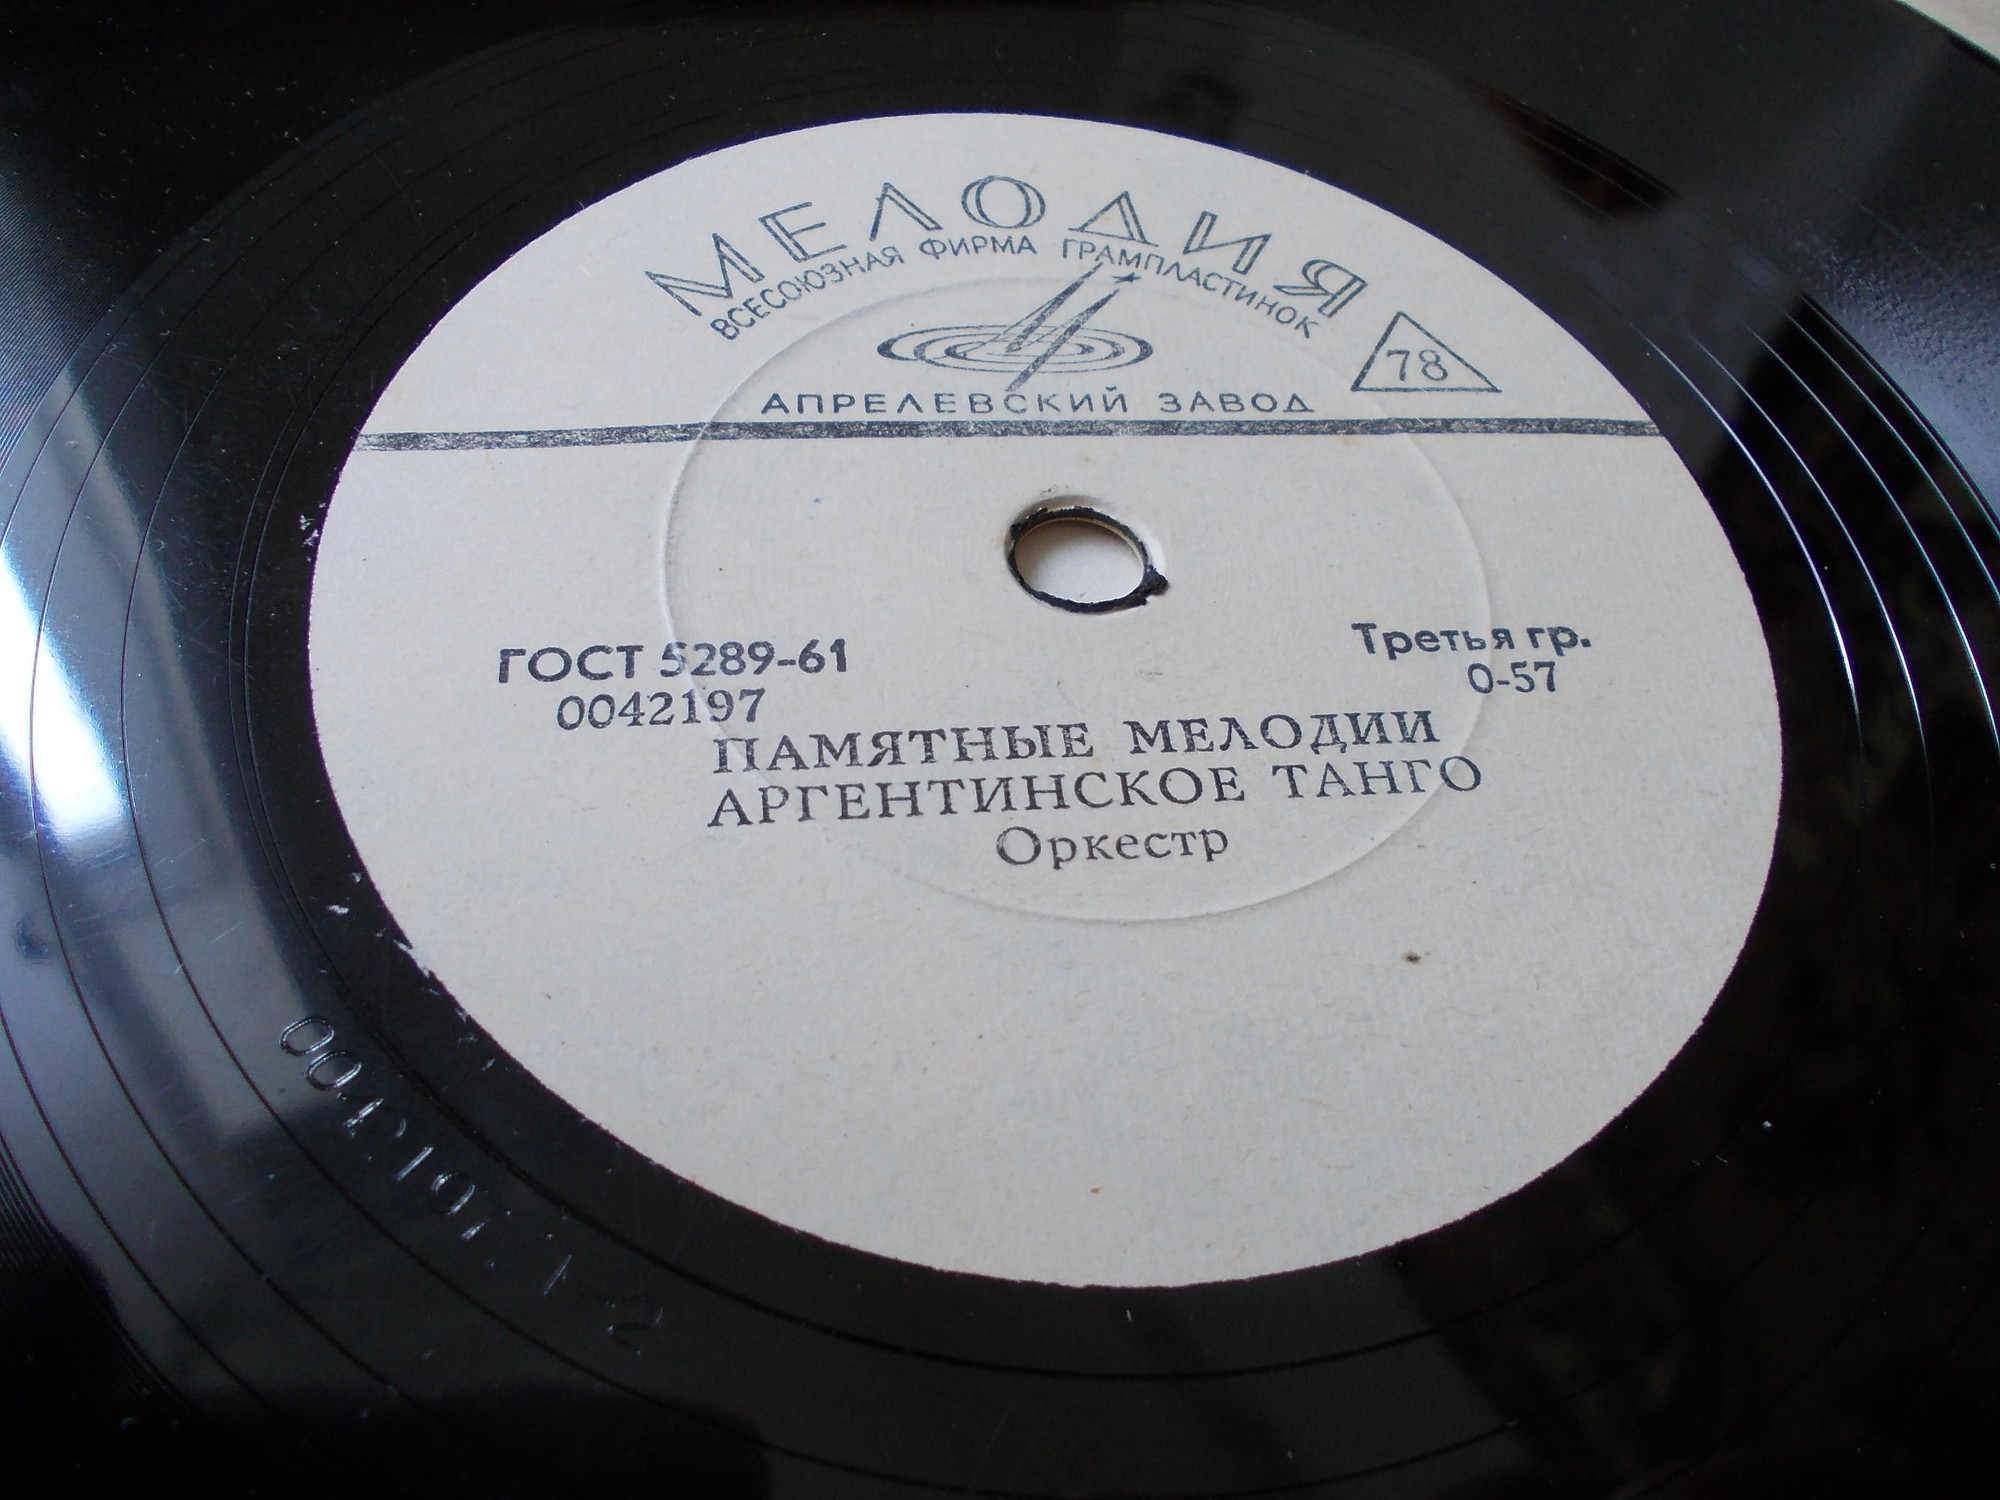 МЕЛОДИЯ
ВСЕСОЮЗНАЯ ФИРМА ГРАМПЛАСТИНОК
78
АПРЕЛЕВСКИЙ ЗАВОД
ГОСТ 5289-61
Третья гр.
0042197
0-57
ПАМЯТНЫЕ МЕЛОДИИ
АРГЕНТИНСКОЕ ТАНГО
Оркестр